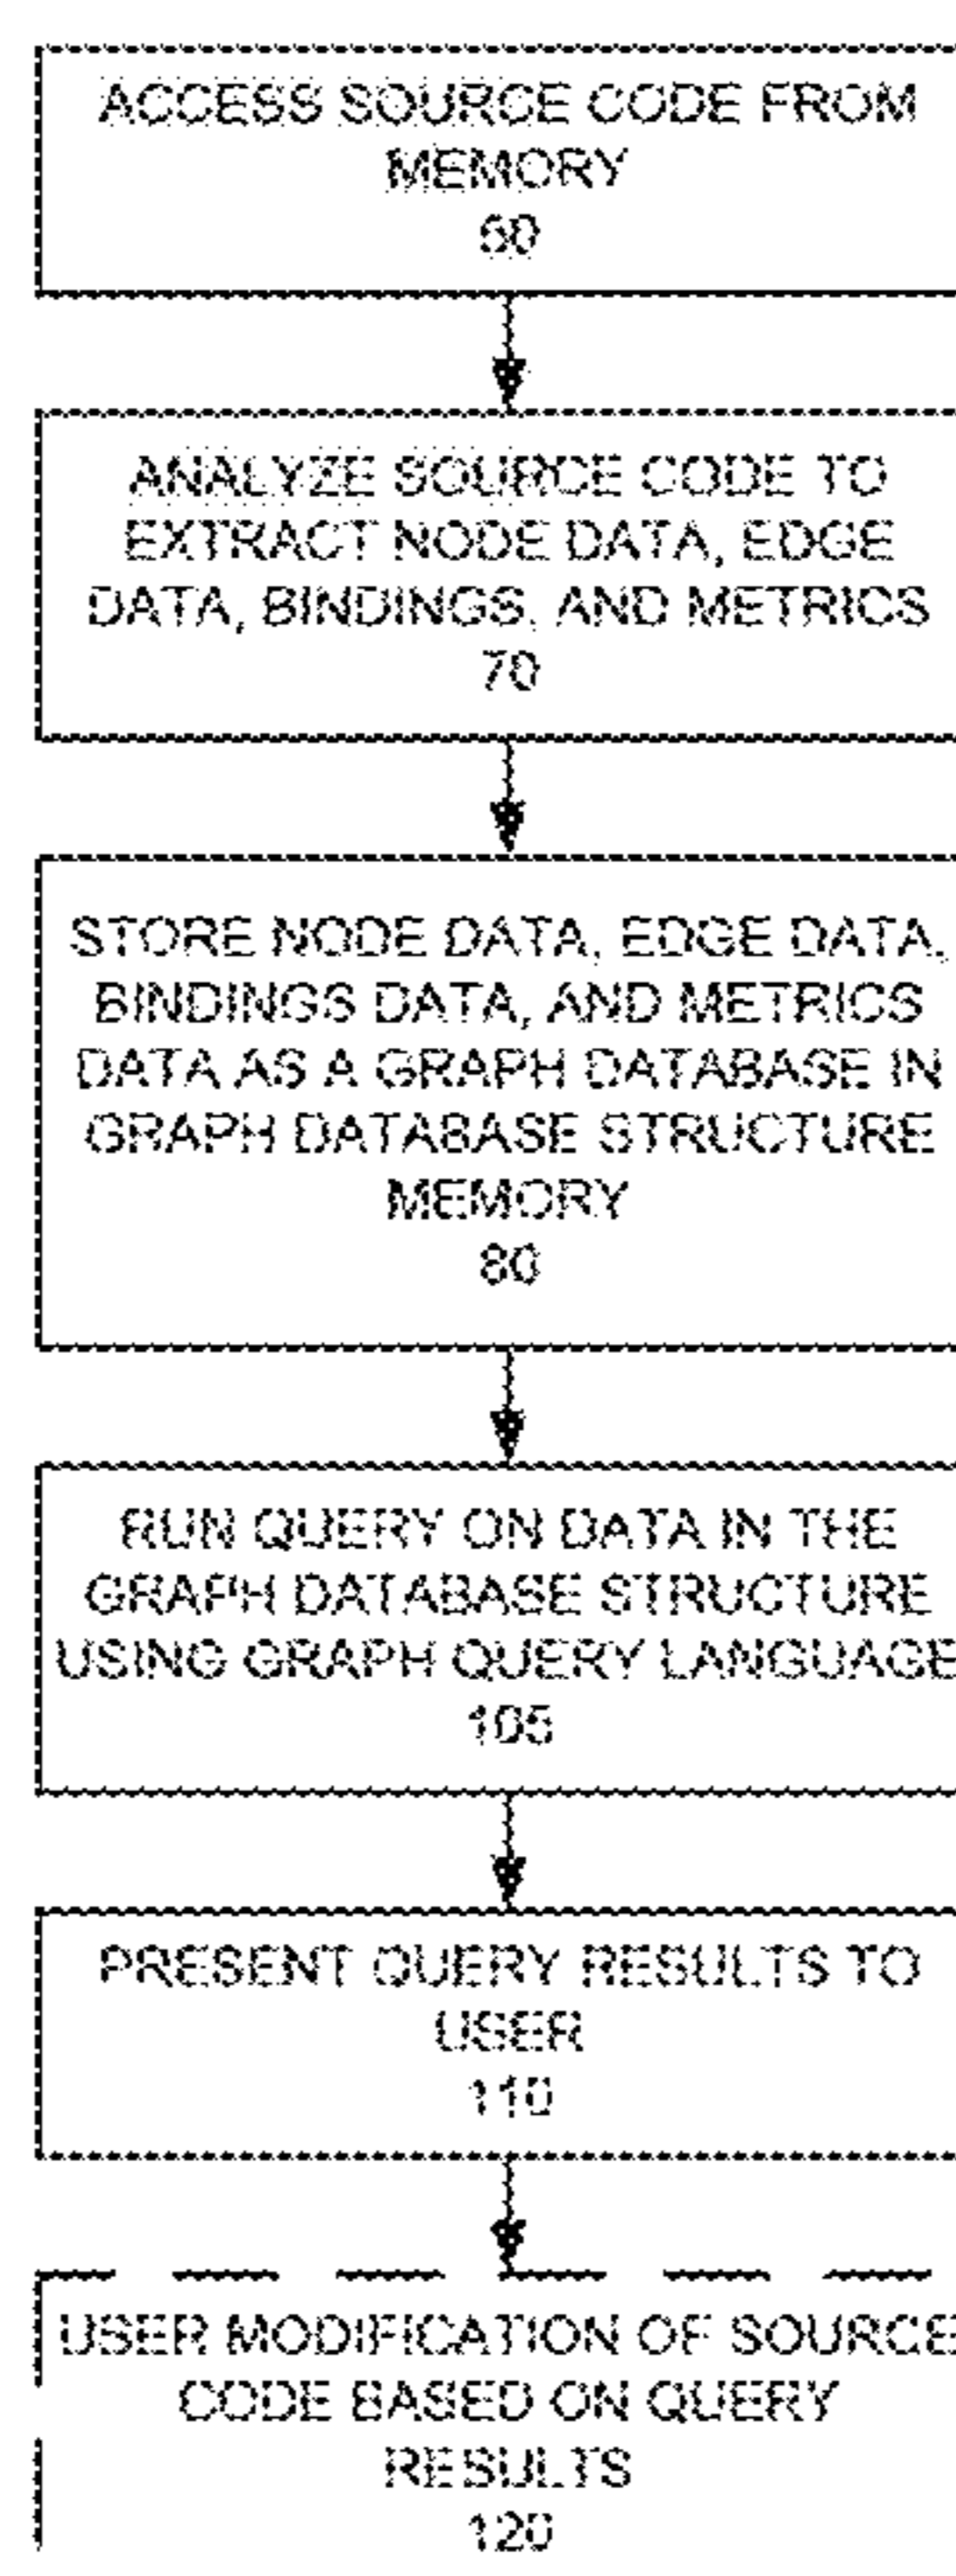 ACCESS SOURCE CODE FROM
MEMORY
60
ANALYZE SOURCE CODE TO
EXTRACT NODE DATA, EDGE
DATA, BINDINGS, AND METRICS
70
STORE NODE DATA, EDGE DATA,
BINDINGS DATA, AND METRICS
DATA AS A GRAPH DATABASE IN
GRAPH DATABASE STRUCTURE
MEMORY
80
RUN QUERY ON DATA IN THE
GRAPH DATABASE STRUCTURE
USING GRAPH QUERY LANGUAGE
105
PRESENT QUERY RESULTS TO
USER
110
USER MODIFICATION OF SOURCE
CODE BASED ON QUERY
RESULTS
120